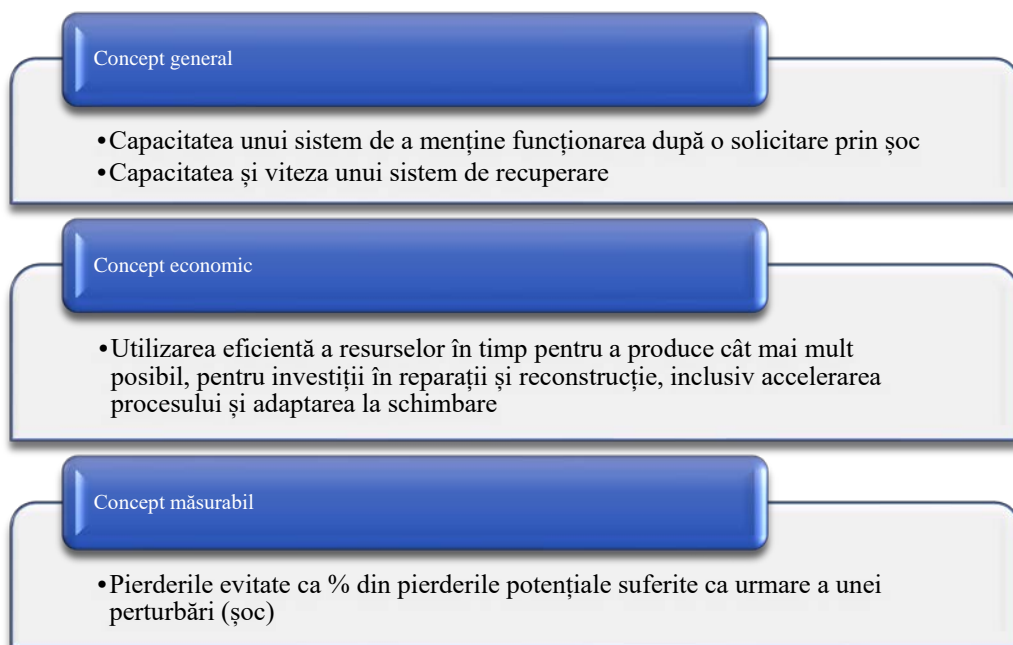 Concept general
•Capacitatea unui sistem de a menține funcționarea după o solicitare prin șoc
•Capacitatea și viteza unui sistem de recuperare
Concept economic
•Utilizarea eficientă a resurselor în timp pentru a produce cât mai mult
posibil, pentru investiții în reparații și reconstrucție, inclusiv accelerarea
procesului și adaptarea la schimbare
Concept măsurabil
•Pierderile evitate ca % din pierderile potențiale suferite ca urmare a unei
perturbări (șoc)